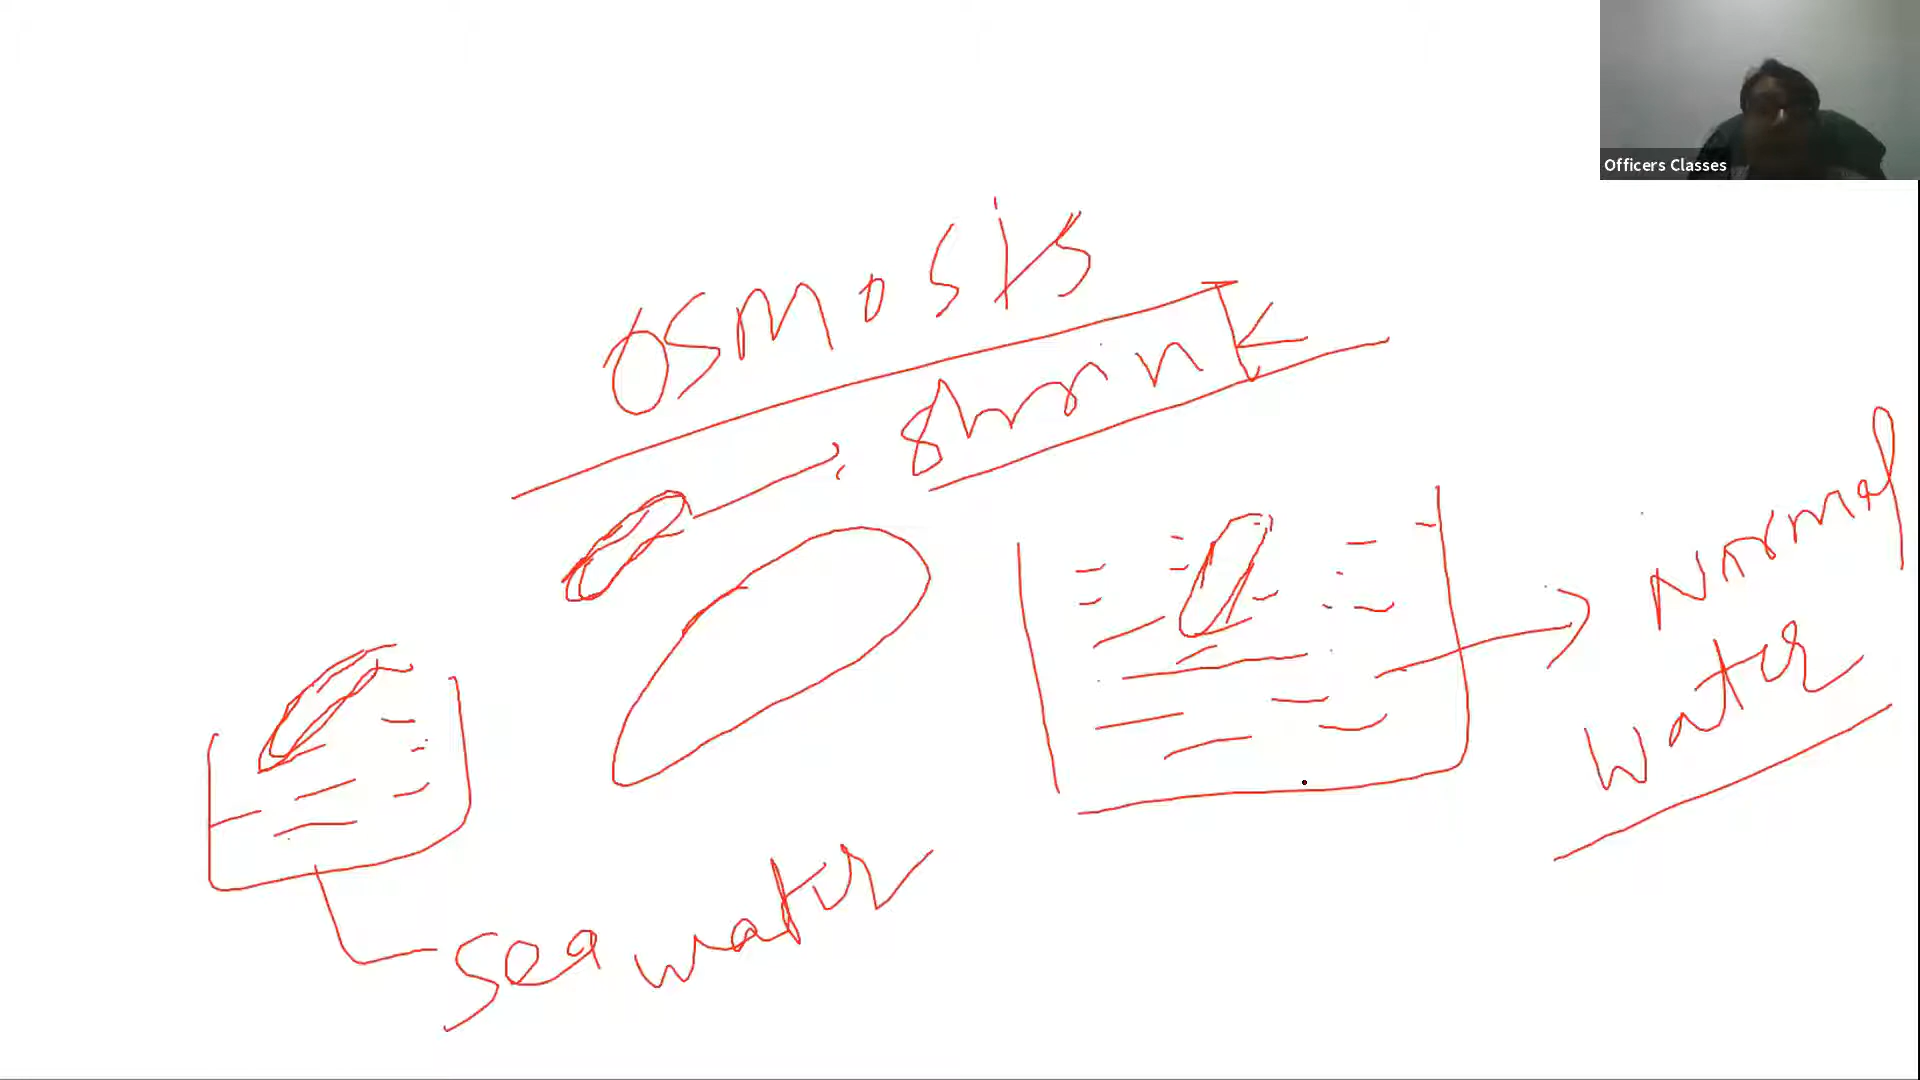 Officers Classes
osmosis
shrink
Normal
water
sea water